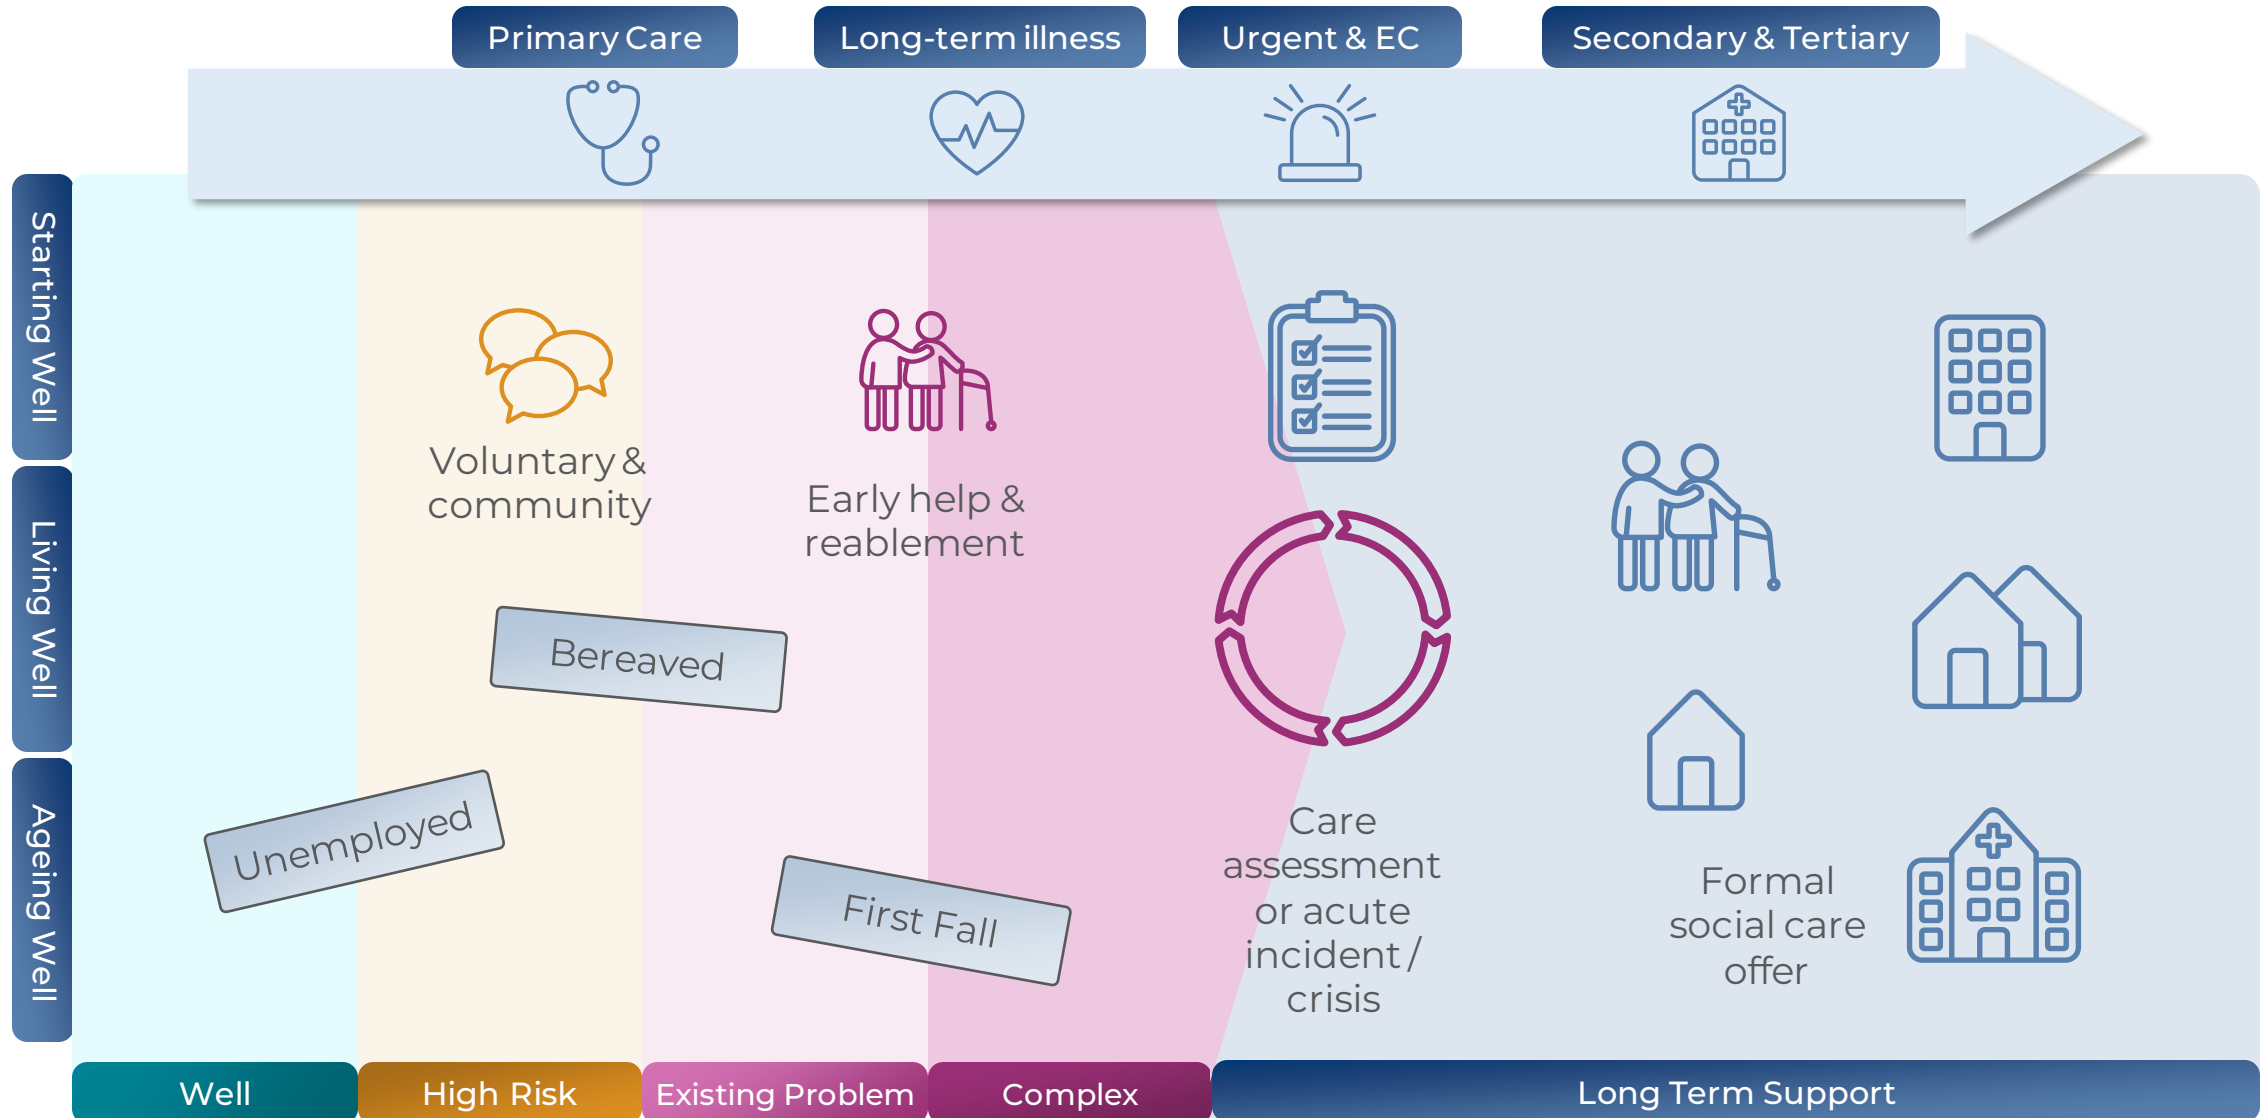 Primary Care
Long-term illness
Urgent & EC
Secondary & Tertiary
Starting Well
Living Well
Ageing Well
Voluntary &
community
Early help &
reablement
Bereaved
Unemployed
First Fall
Care
assessment
or acute
incident /
crisis
Formal
social care
offer
Well
High Risk
Existing Problem
Complex
Long Term Support